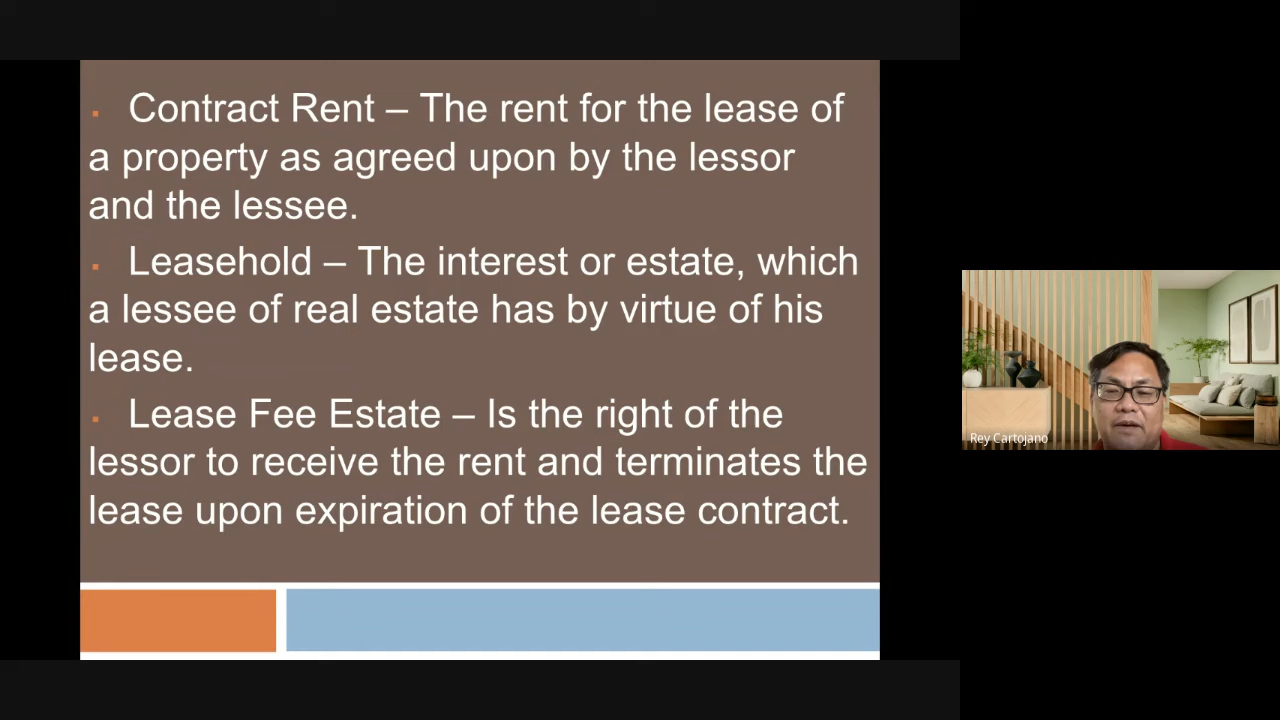 Contract Rent – The rent for the lease of
a property as agreed upon by the lessor
and the lessee.
Leasehold – The interest or estate, which
a lessee of real estate has by virtue of his
lease.
Lease Fee Estate – Is the right of the
lessor to receive the rent and terminates the
lease upon expiration of the lease contract.
Rey Cartojano